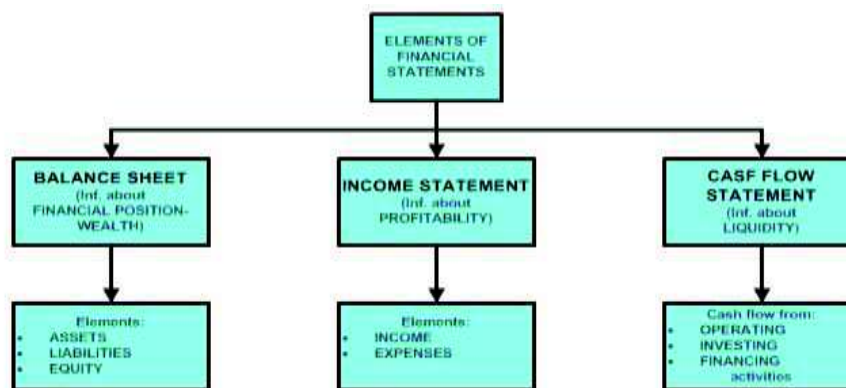 ELEMENTS OF
FINANCIAL
STATEMENTS
BALANCE SHEET
(Inf. about
FINANCIAL POSITION-
WEALTH)
INCOME STATEMENT
(Inf. about
PROFITABILITY)
CASF FLOW
STATEMENT
(Inf. about
LIQUIDITY)
Elements:
• ASSETS
• LIABILITIES
• EQUITY
Elements:
• INCOME
• EXPENSES
Cash flow from:
• OPERATING
• INVESTING
• FINANCING
activities